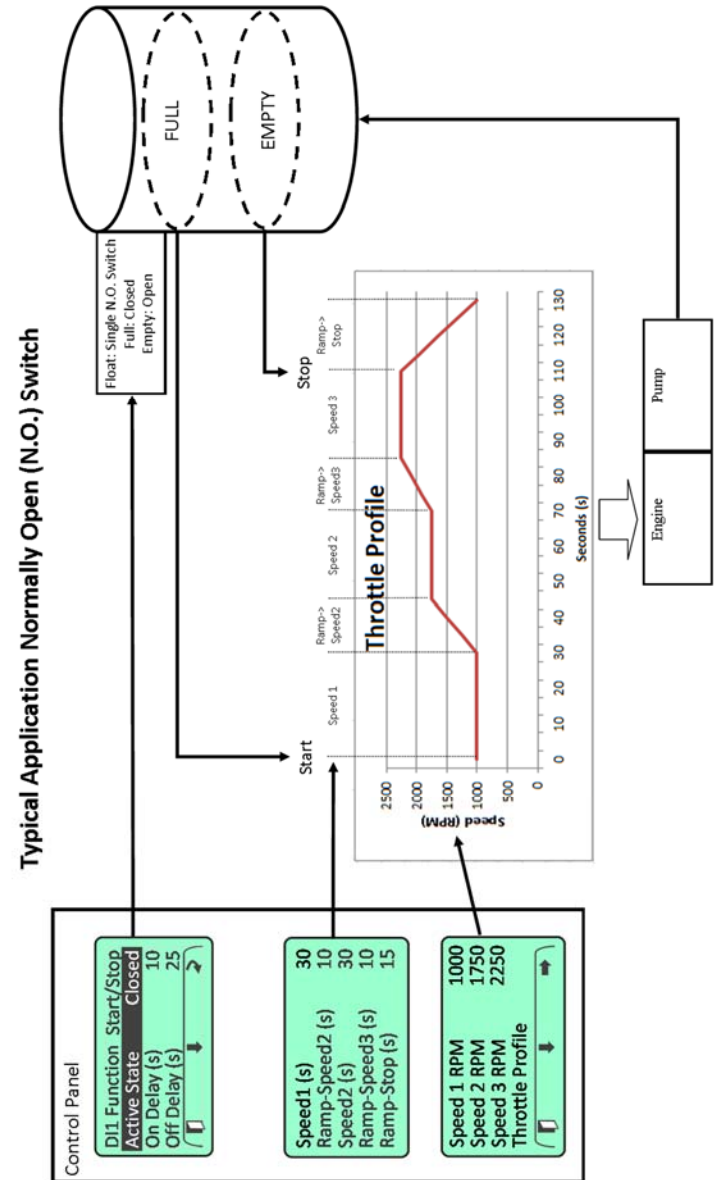 Typical Application Normally Open (N.O.) Switch
Control Panel
DI1 Function Start/Stop
Active State Closed
On Delay (s) 10
Off Delay (s) 25
Speed1 (s) 30
Ramp-Speed2 (s) 10
Speed2 (s) 30
Ramp-Speed3 (s) 10
Ramp-Stop (s) 15
Speed 1 RPM 1000
Speed 2 RPM 1750
Speed 3 RPM 2250
Throttle Profile
Float: Single N.O. Switch
Full: Closed
Empty: Open
FULL
EMPTY
Start
Stop
Speed 1
Ramp->
Speed2
Speed 2
Ramp->
Speed3
Speed 3
Ramp->
Stop
Throttle Profile
Speed (RPM)
2500
2000
1500
1000
500
0
0 10 20 30 40 50 60 70 80 90 100 110 120 130
Seconds (s)
Engine
Pump